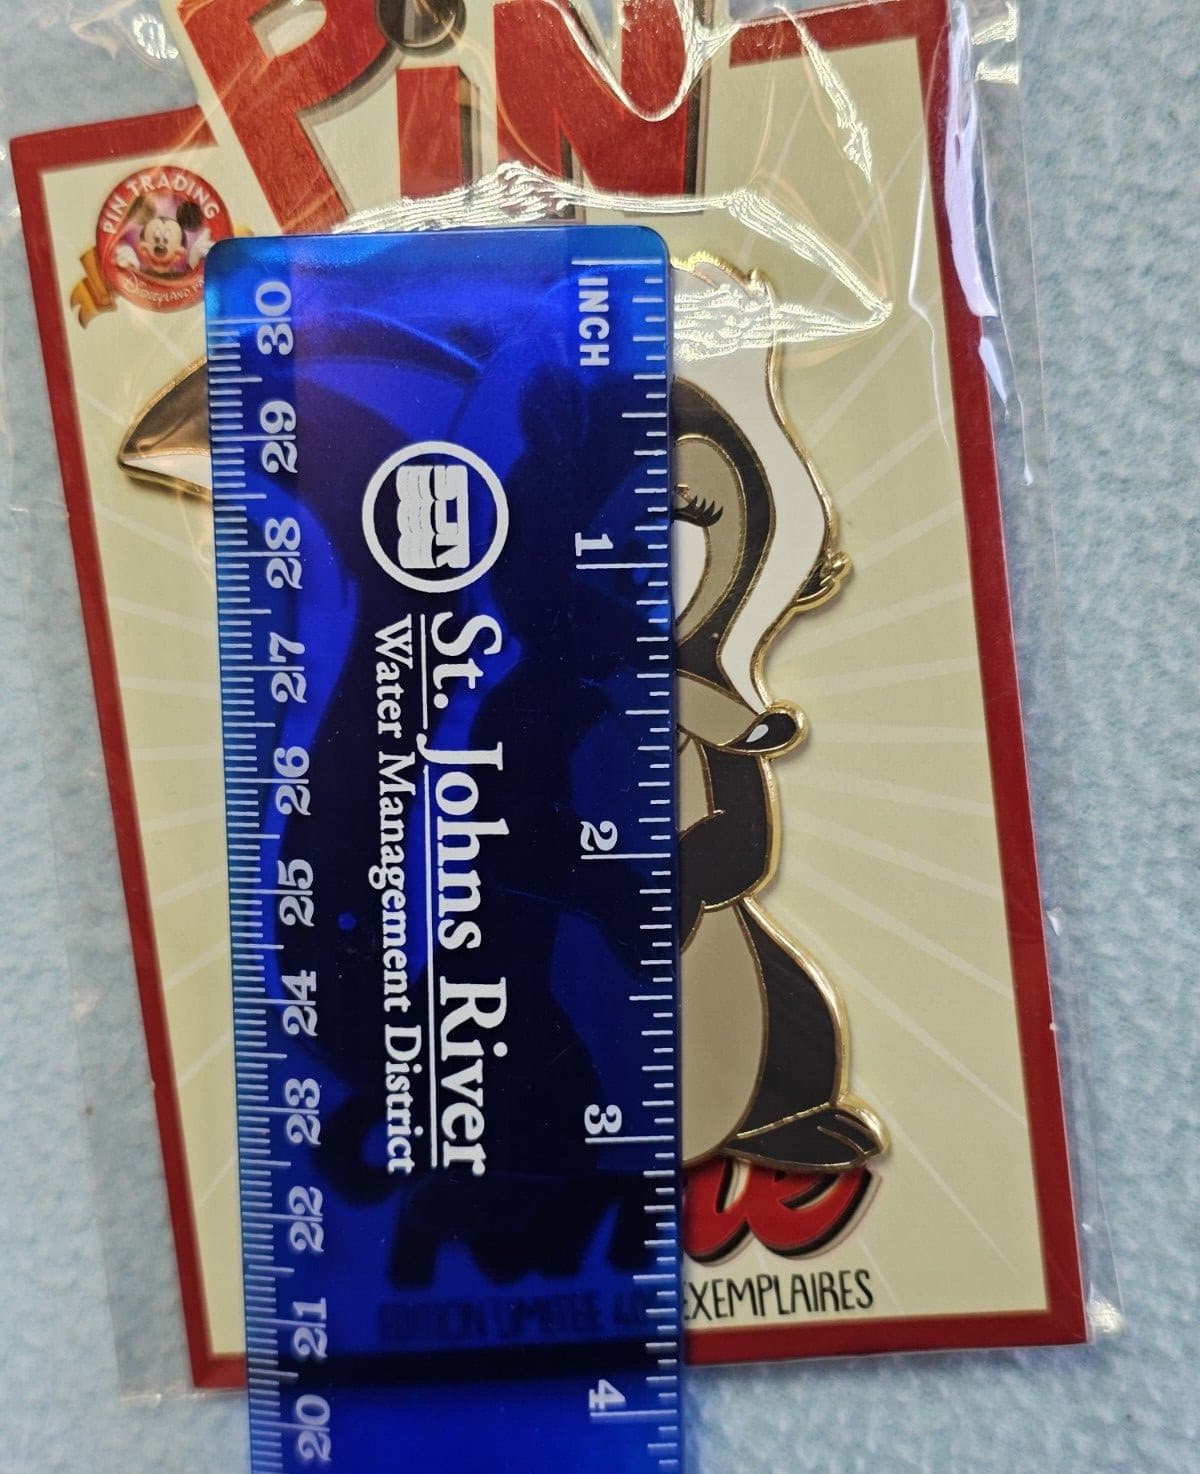 PiN
PIN TRADING
INCH
1
2
3
4
St. Johns River
Water Management District
30
29
28
27
26
25
24
23
22
21
20
EXEMPLAIRES